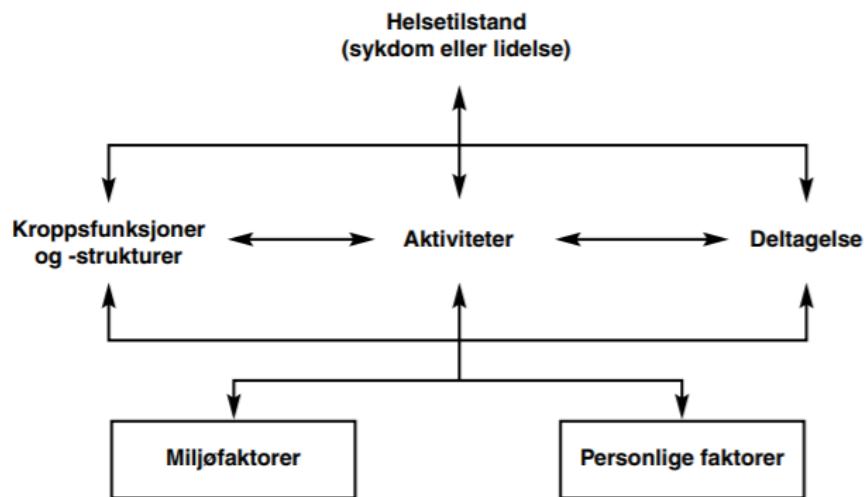 Helsetilstand
(sykdom eller lidelse)
Kroppsfunksjoner
og -strukturer
Aktiviteter
Deltagelse
Miljøfaktorer
Personlige faktorer